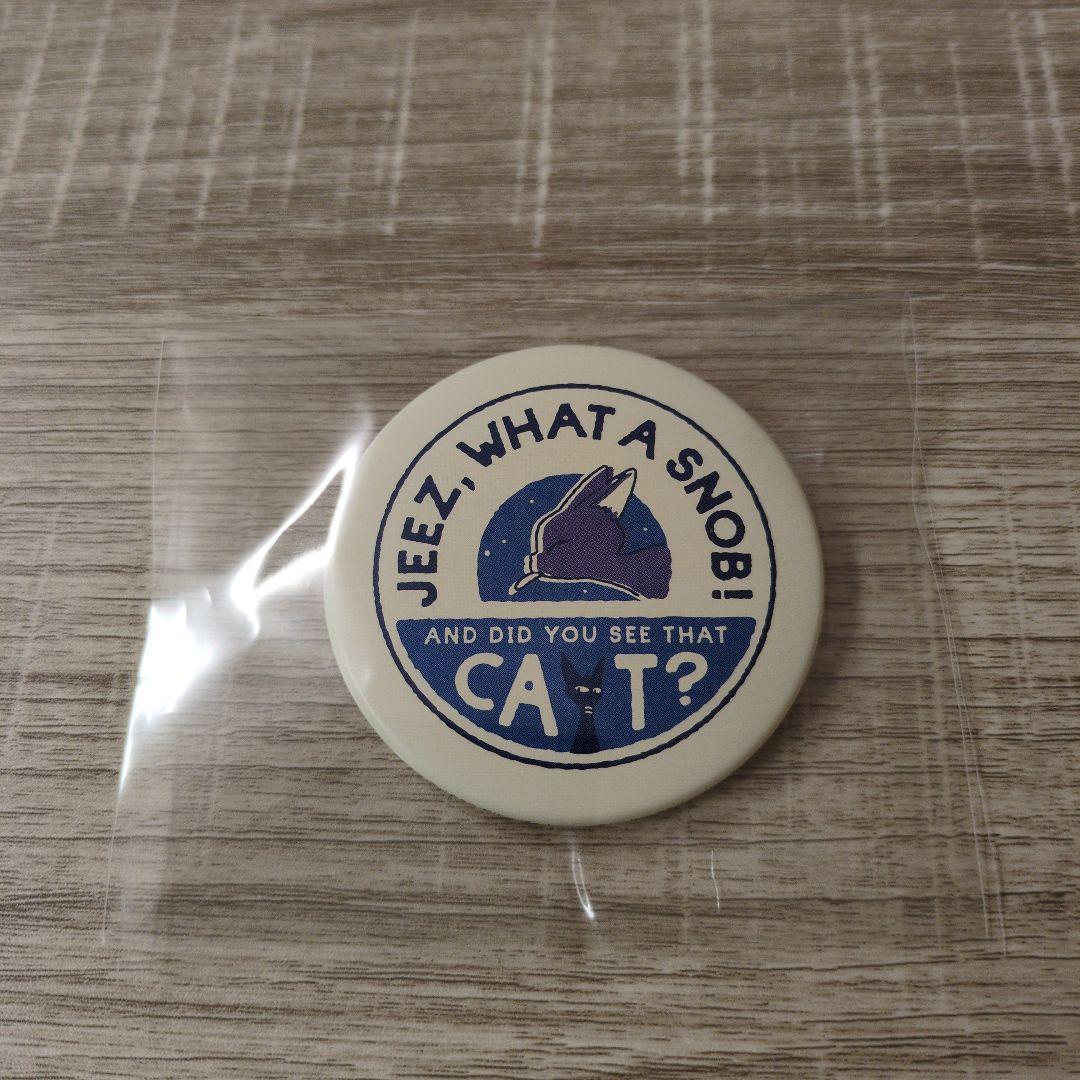 JEEZ, WHAT A SNOB!
AND DID YOU SEE THAT
CAT?